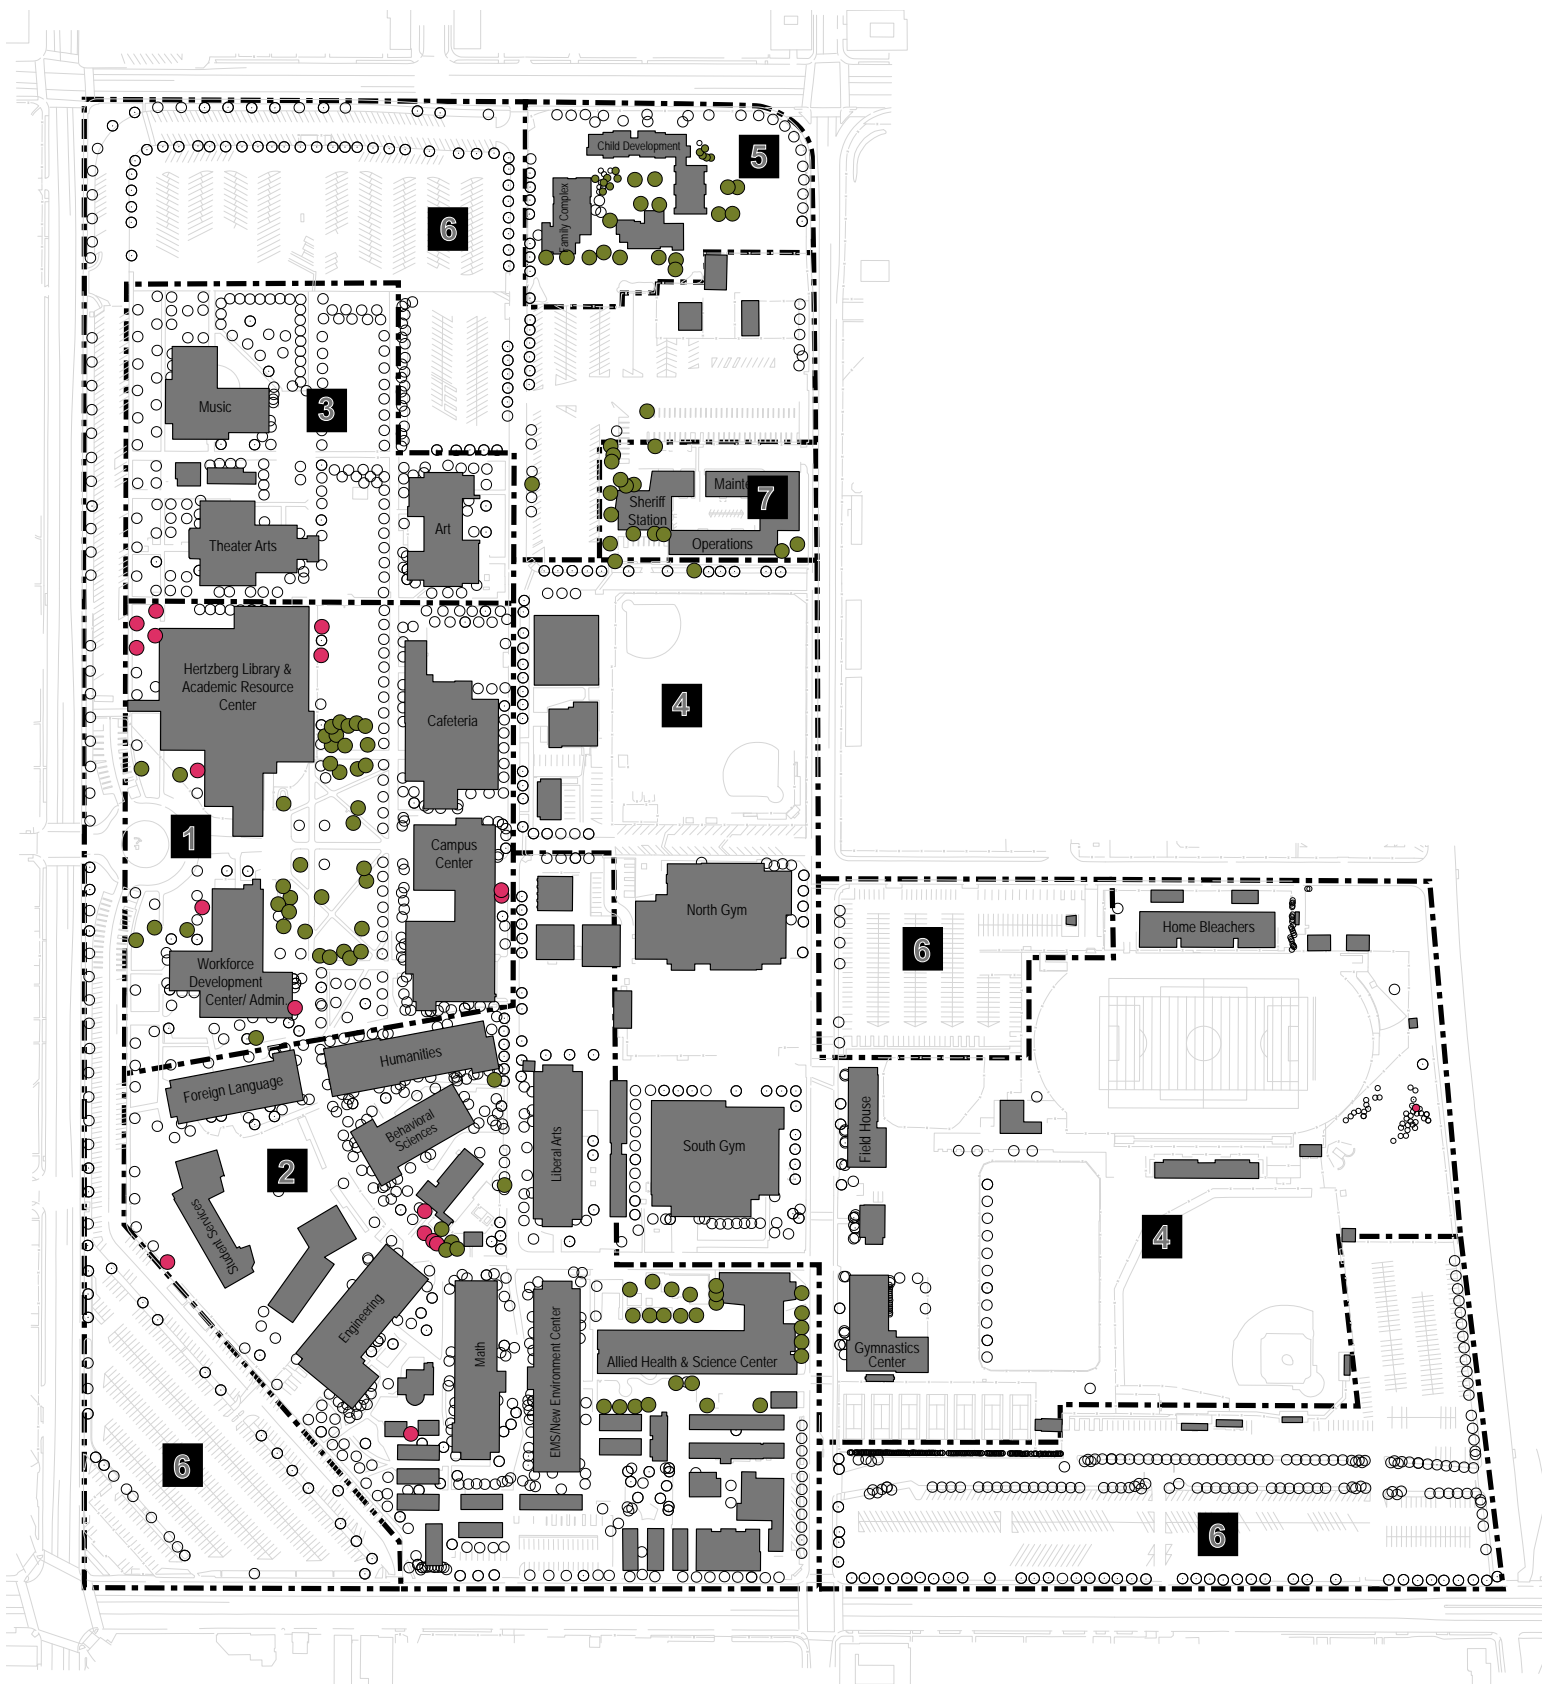 Child Development
5
Family Complex
6
Music
3
Mainte
7
Sheriff
Station
Art
Theater Arts
Operations
Hertzberg Library &
Academic Resource
Center
4
Cafeteria
1
Campus
Center
North Gym
Home Bleachers
6
Workforce
Development
Center/ Admin.
Humanities
Foreign Language
Behavioral
Sciences
Liberal Arts
South Gym
Field House
2
Student Services
4
Engineering
Math
EMS/New Environment Center
Allied Health & Science Center
Gymnastics
Center
6
6